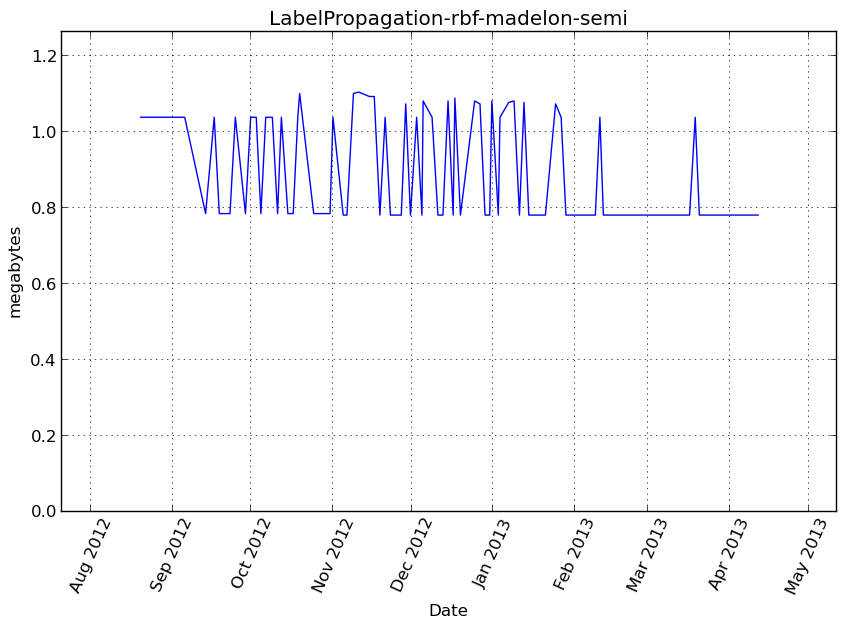 LabelPropagation-rbf-madelon-semi
1.2
1.0
0.8
0.6
0.4
0.2
0.0
megabytes
Aug 2012
Sep 2012
Oct 2012
Nov 2012
Dec 2012
Jan 2013
Feb 2013
Mar 2013
Apr 2013
May 2013
Date